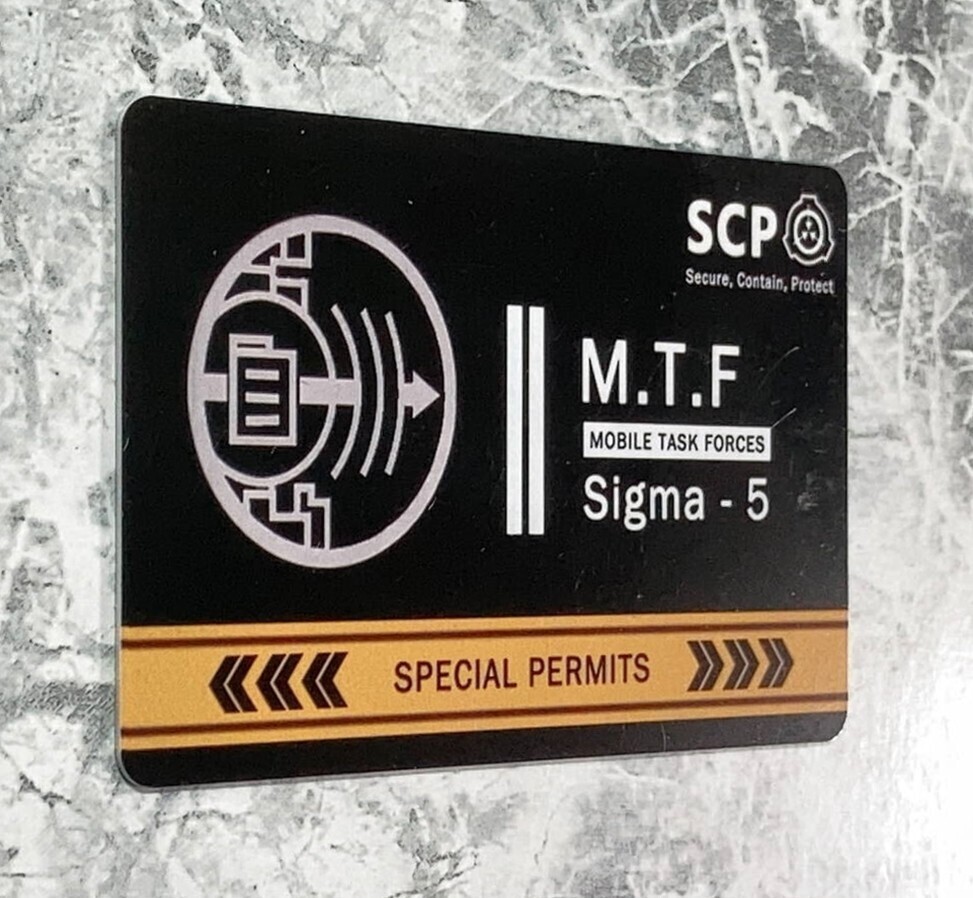 SCP
Secure, Contain, Protect
M.T.F
MOBILE TASK FORCES
Sigma - 5
SPECIAL PERMITS